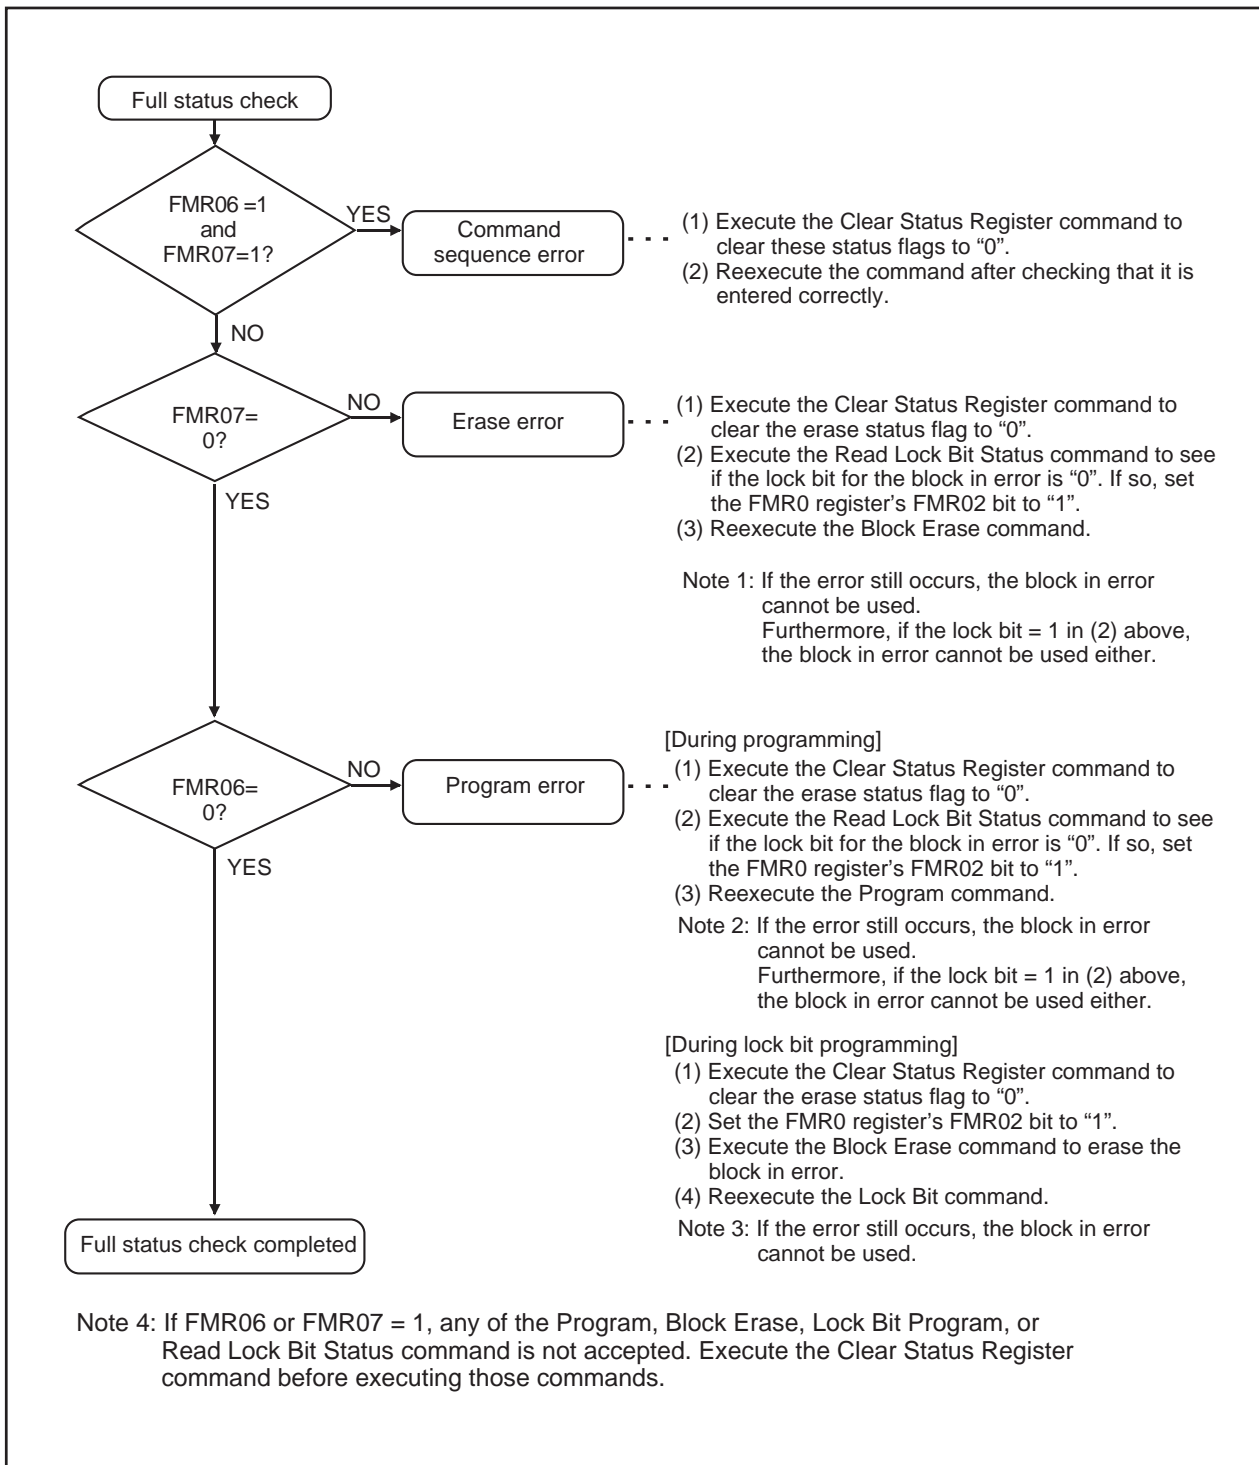 Full status check
FMR06 =1
and
FMR07=1?
YES
Command
sequence error
(1) Execute the Clear Status Register command to
clear these status flags to “0”.
(2) Reexecute the command after checking that it is
entered correctly.
NO
FMR07=
0?
NO
Erase error
(1) Execute the Clear Status Register command to
clear the erase status flag to “0”.
(2) Execute the Read Lock Bit Status command to see
if the lock bit for the block in error is “0”. If so, set
the FMR0 register’s FMR02 bit to “1”.
(3) Reexecute the Block Erase command.
YES
Note 1: If the error still occurs, the block in error
cannot be used.
Furthermore, if the lock bit = 1 in (2) above,
the block in error cannot be used either.
FMR06=
0?
NO
Program error
[During programming]
(1) Execute the Clear Status Register command to
clear the erase status flag to “0”.
(2) Execute the Read Lock Bit Status command to see
if the lock bit for the block in error is “0”. If so, set
the FMR0 register’s FMR02 bit to “1”.
(3) Reexecute the Program command.
YES
Note 2: If the error still occurs, the block in error
cannot be used.
Furthermore, if the lock bit = 1 in (2) above,
the block in error cannot be used either.
[During lock bit programming]
(1) Execute the Clear Status Register command to
clear the erase status flag to “0”.
(2) Set the FMR0 register’s FMR02 bit to “1”.
(3) Execute the Block Erase command to erase the
block in error.
(4) Reexecute the Lock Bit command.
Note 3: If the error still occurs, the block in error
cannot be used.
Full status check completed
Note 4: If FMR06 or FMR07 = 1, any of the Program, Block Erase, Lock Bit Program, or
Read Lock Bit Status command is not accepted. Execute the Clear Status Register
command before executing those commands.